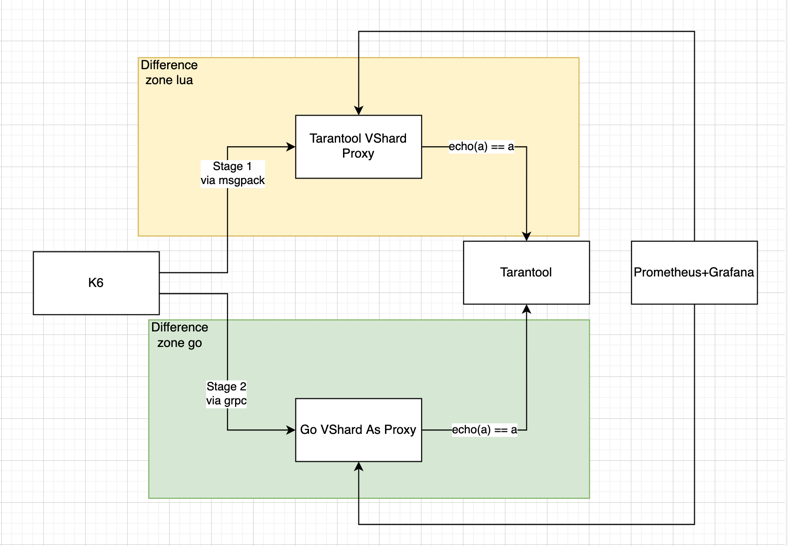 Difference
zone lua
Tarantool VShard
Proxy
echo(a) == a
Stage 1
via msgpack
K6
Tarantool
Prometheus+Grafana
Difference
zone go
Stage 2
via grpc
Go VShard As Proxy
echo(a) == a